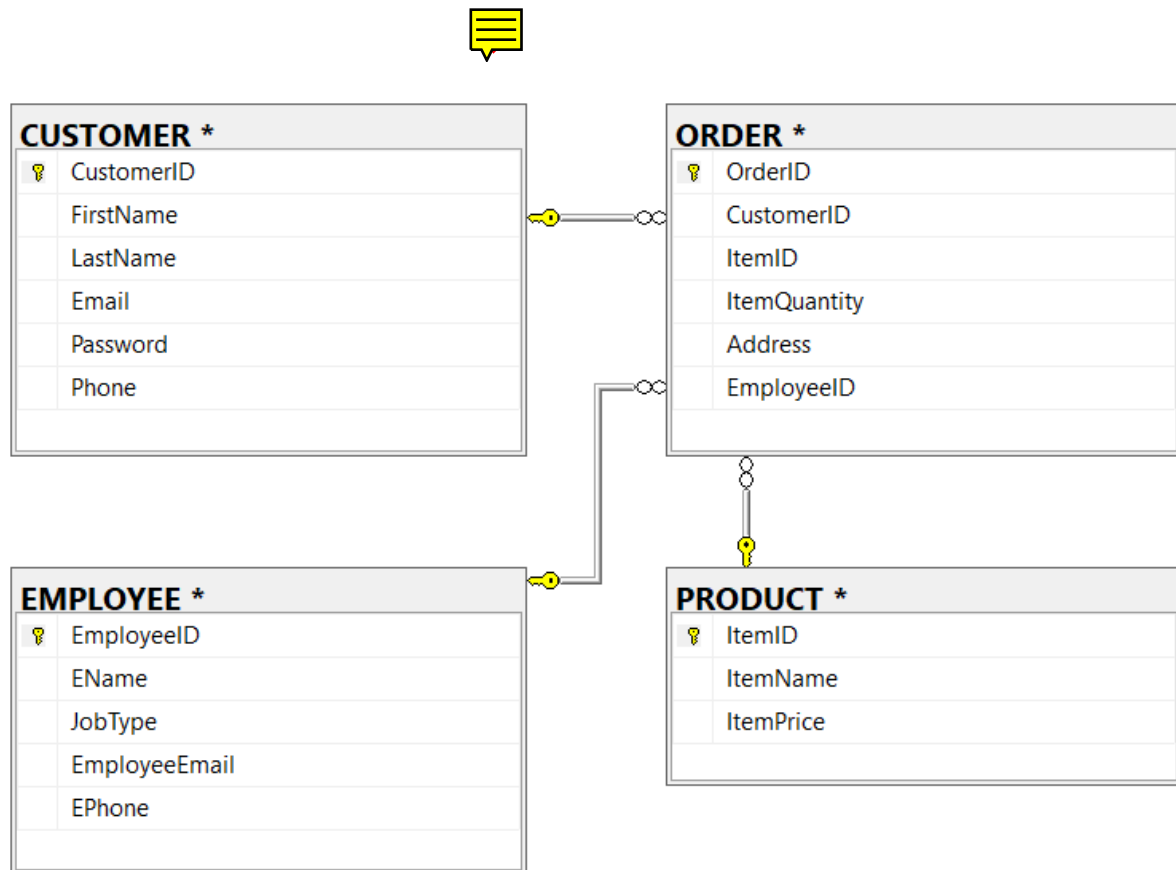 CUSTOMER *
CustomerID
FirstName
LastName
Email
Password
Phone
ORDER *
OrderID
CustomerID
ItemID
ItemQuantity
Address
EmployeeID
EMPLOYEE *
EmployeeID
EName
JobType
EmployeeEmail
EPhone
PRODUCT *
ItemID
ItemName
ItemPrice